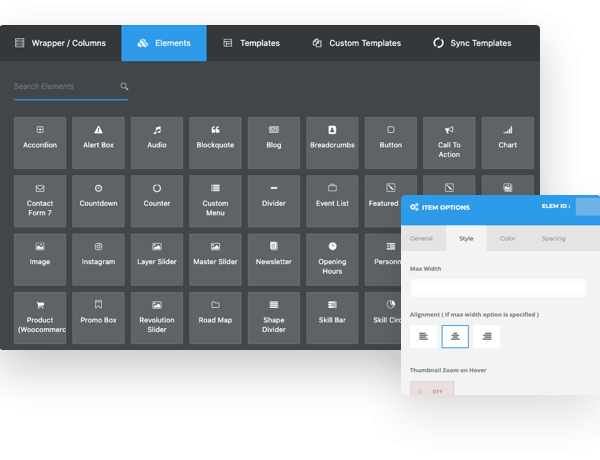 Wrapper / Columns
Elements
Templates
Custom Templates
Sync Templates
Search Elements
Accordion
Alert Box
Audio
Blockquote
Blog
Breadcrumbs
Button
Call To
Action
Chart
Contact
Form 7
Countdown
Counter
Custom
Menu
Divider
Event List
Featured
Image
Instagram
Layer Slider
Master Slider
Newsletter
Opening
Hours
Personn
Product
(Woocommerc
Promo Box
Revolution
Slider
Road Map
Shape
Divider
Skill Bar
Skill Circ
ITEM OPTIONS
ELEM ID :
General
Style
Color
Spacing
Max Width
Alignment ( If max width option is specified )
Thumbnail Zoom on Hover
OFF